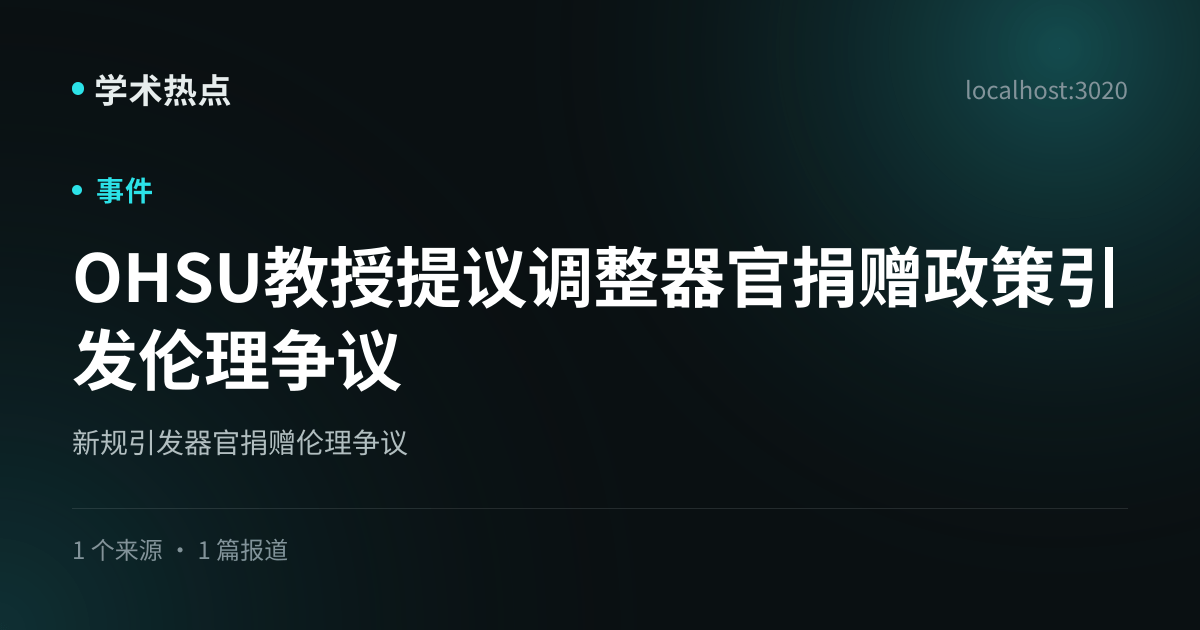 学术热点
localhost:3020
事件
OHSU教授提议调整器官捐赠政策引
发伦理争议
新规引发器官捐赠伦理争议
1 个来源 · 1 篇报道